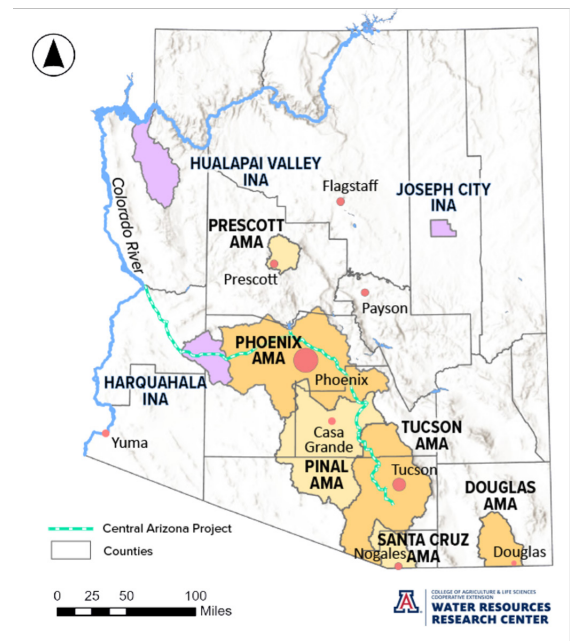 HUALAPAI VALLEY
INA
Flagstaff
JOSEPH CITY
INA
Colorado River
PRESCOTT
AMA
Prescott
Payson
PHOENIX
AMA
Phoenix
HARQUAHALA
INA
Casa
Grande
TUCSON
AMA
Yuma
PINAL
AMA
Tucson
DOUGLAS
AMA
SANTA CRUZ
AMA
Nogales
Douglas
Central Arizona Project
Counties
0 25 50 100
Miles
A
COLLEGE OF AGRICULTURE & LIFE SCIENCES
COOPERATIVE EXTENSION
WATER RESOURCES
RESEARCH CENTER